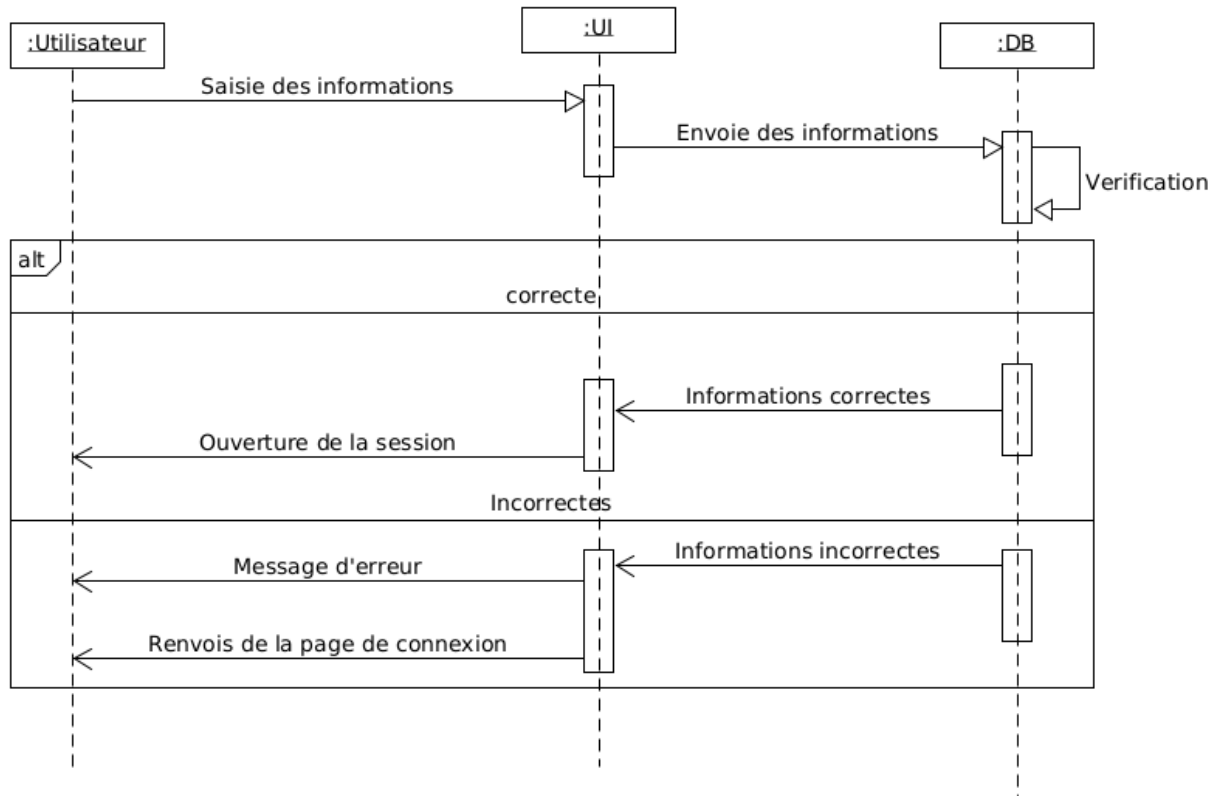 :Utilisateur
:UI
:DB
Saisie des informations
Envoie des informations
Verification
alt
correcte
Informations correctes
Ouverture de la session
Incorrectes
Informations incorrectes
Message d'erreur
Renvois de la page de connexion